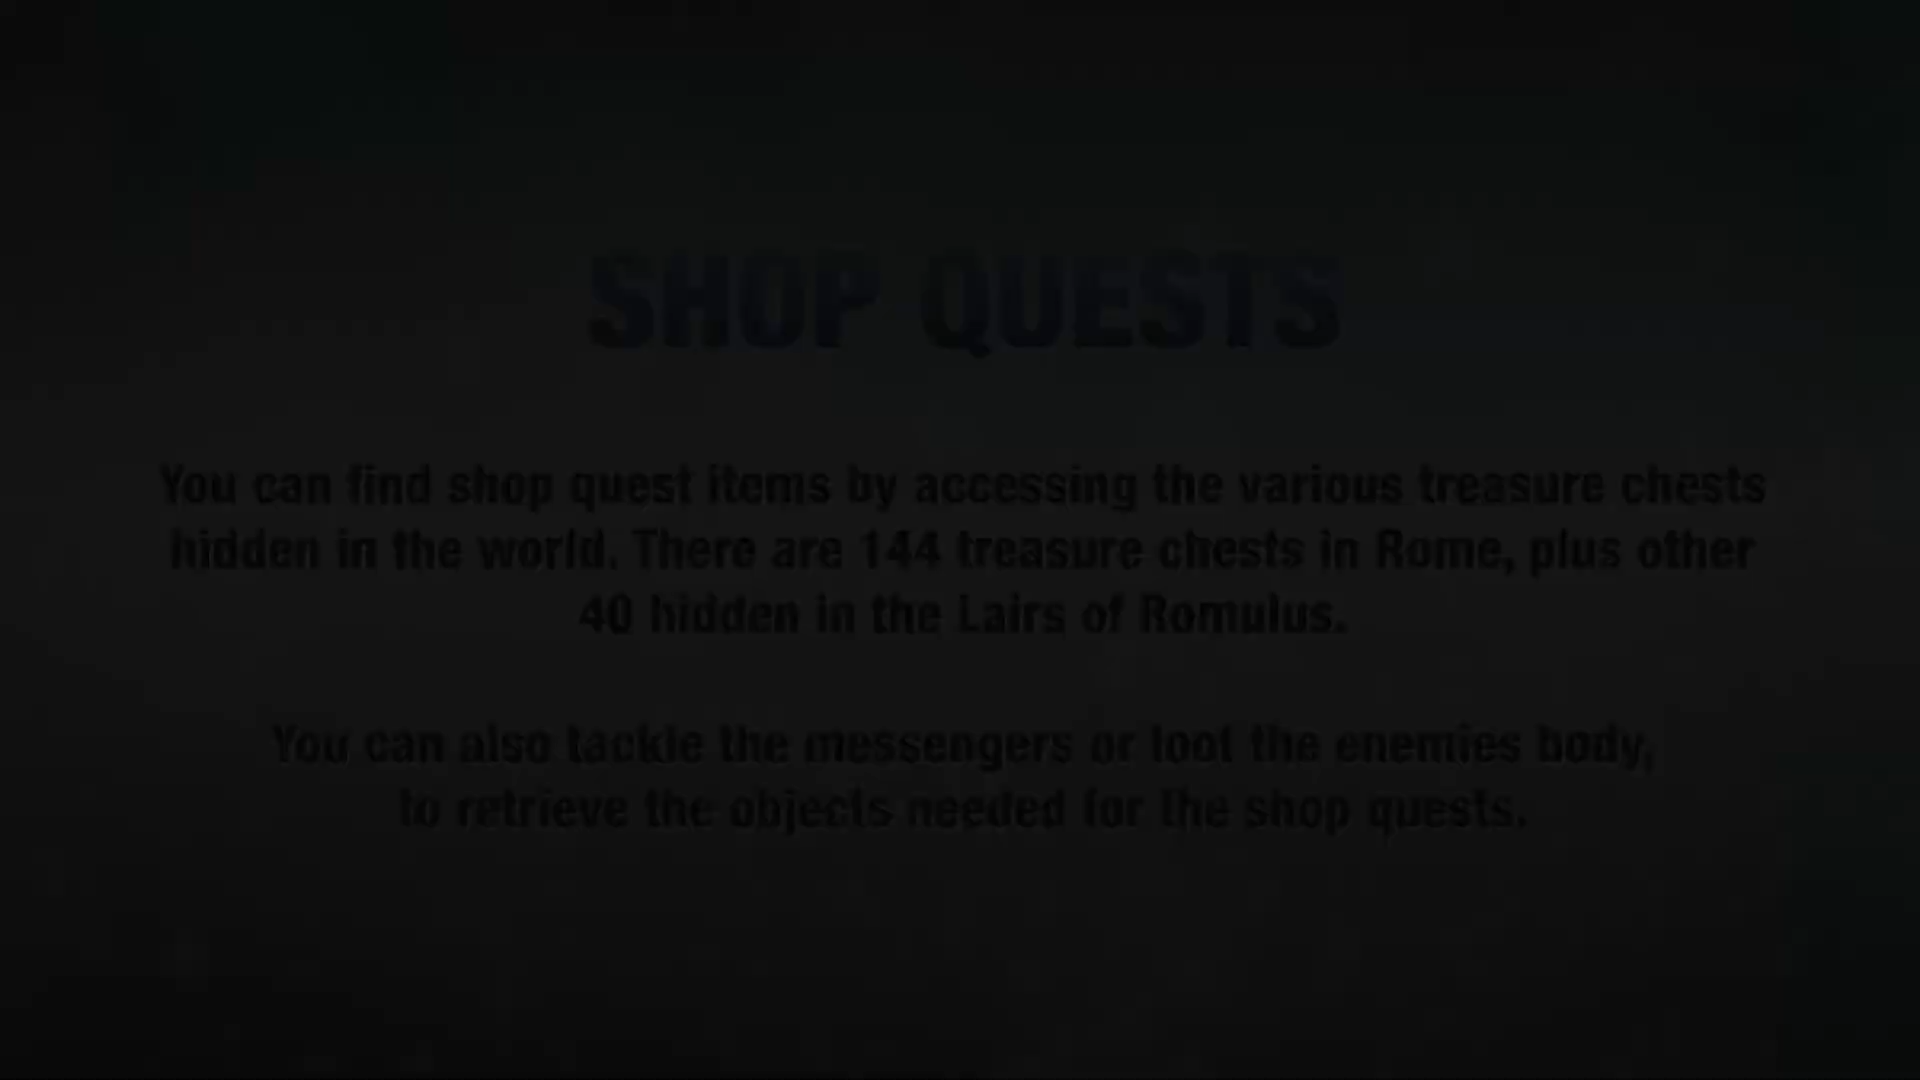 SHOP QUESTS
You can find shop quest items by accessing the various treasure chests
hidden in the world. There are 144 treasure chests in Rome, plus other
40 hidden in the Lairs of Romulus.
You can also tackle the messengers or loot the enemies body,
to retrieve the objects needed for the shop quests.